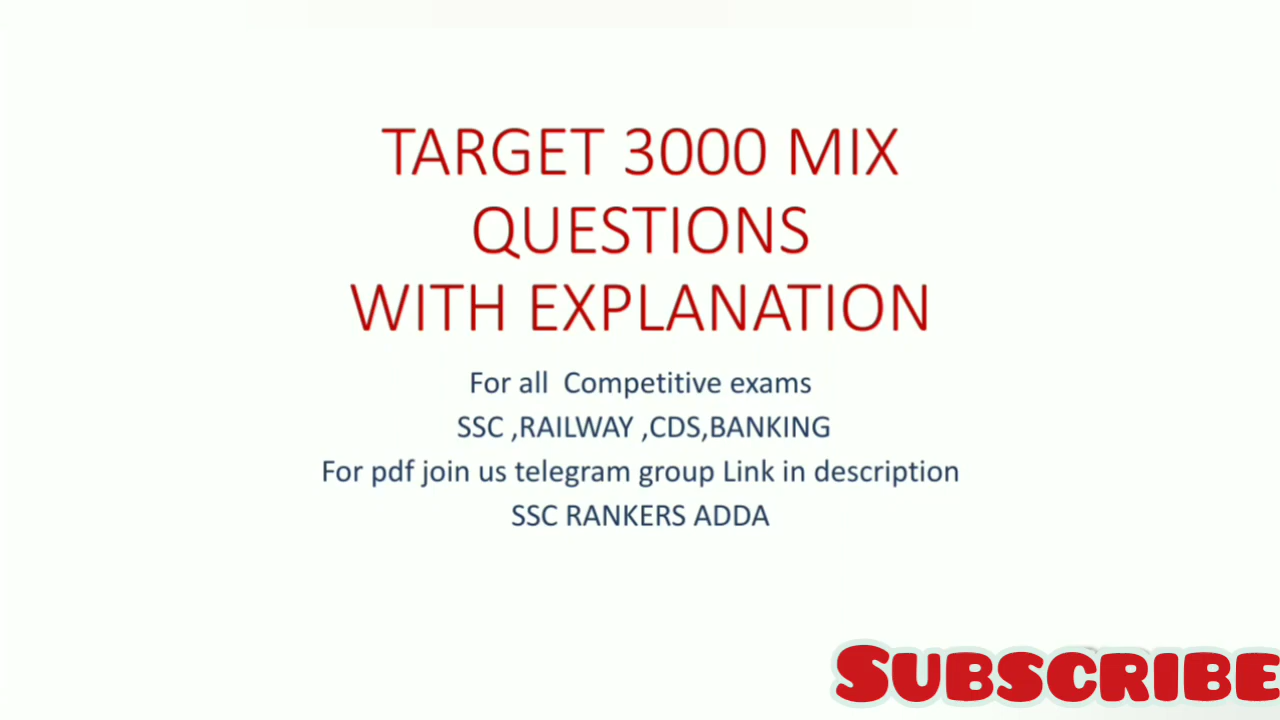 TARGET 3000 MIX
QUESTIONS
WITH EXPLANATION
For all  Competitive exams
SSC ,RAILWAY ,CDS,BANKING
For pdf join us telegram group Link in description
SSC RANKERS ADDA
SUBSCRIBE